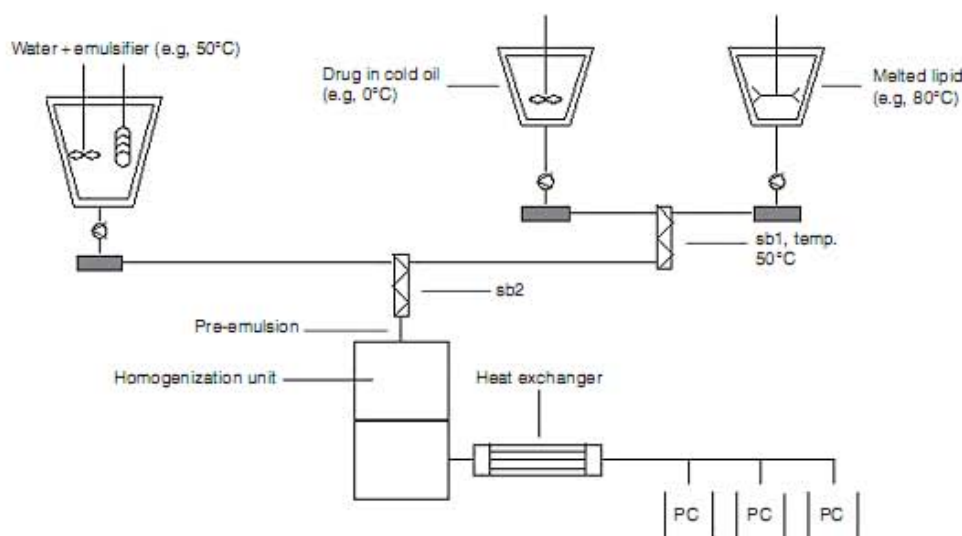 Water + emulsifier (e.g, 50°C)
Drug in cold oil
(e.g, 0°C)
Melted lipid
(e.g, 80°C)
sb1, temp.
50°C
sb2
Pre-emulsion
Homogenization unit
Heat exchanger
PC
PC
PC